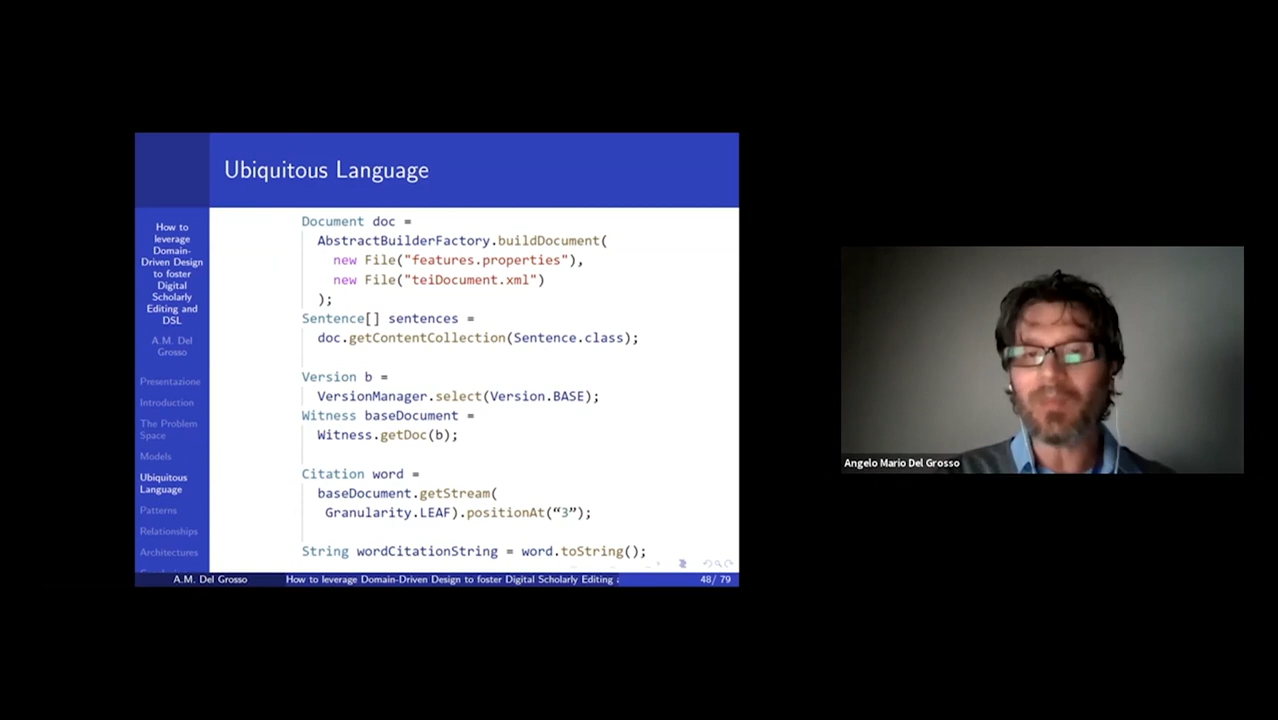 Ubiquitous Language
How to
leverage
Domain-
Driven Design
to foster
Digital
Scholarly
Editing and
DSL
A.M. Del
Grosso
Presentazione
Introduction
The Problem
Space
Models
Ubiquitous
Language
Patterns
Relationships
Architectures
Document doc =
AbstractBuilderFactory.buildDocument(
new File("features.properties"),
new File("teiDocument.xml")
);
Sentence[] sentences =
doc.getContentCollection(Sentence.class);
Version b =
VersionManager.select(Version.BASE);
Witness baseDocument =
Witness.getDoc(b);
Citation word =
baseDocument.getStream(
Granularity.LEAF).positionAt(“3”);
String wordCitationString = word.toString();
A.M. Del Grosso How to leverage Domain-Driven Design to foster Digital Scholarly Editing 48/ 79
Angelo Mario Del Grosso